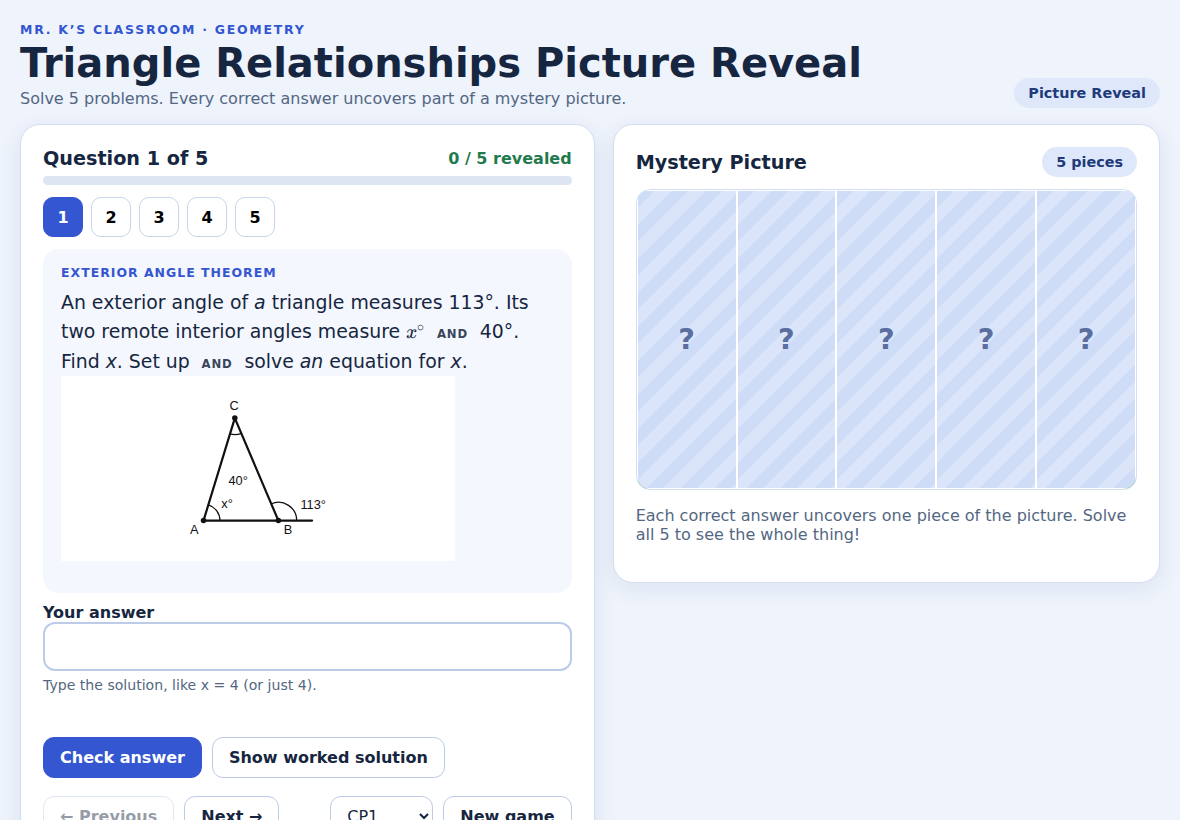 MR. K'S CLASSROOM · GEOMETRY
Triangle Relationships Picture Reveal
Solve 5 problems. Every correct answer uncovers part of a mystery picture.
Picture Reveal
Question 1 of 5
0 / 5 revealed
1 2 3 4 5
EXTERIOR ANGLE THEOREM
An exterior angle of a triangle measures 113°. Its
two remote interior angles measure x° AND 40°.
Find x. Set up AND solve an equation for x.
C
40°
x°
113°
A
B
Your answer
Type the solution, like x = 4 (or just 4).
Check answer
Show worked solution
← Previous
Next →
CP1
New game
Mystery Picture
5 pieces
? ? ? ? ?
Each correct answer uncovers one piece of the picture. Solve
all 5 to see the whole thing!